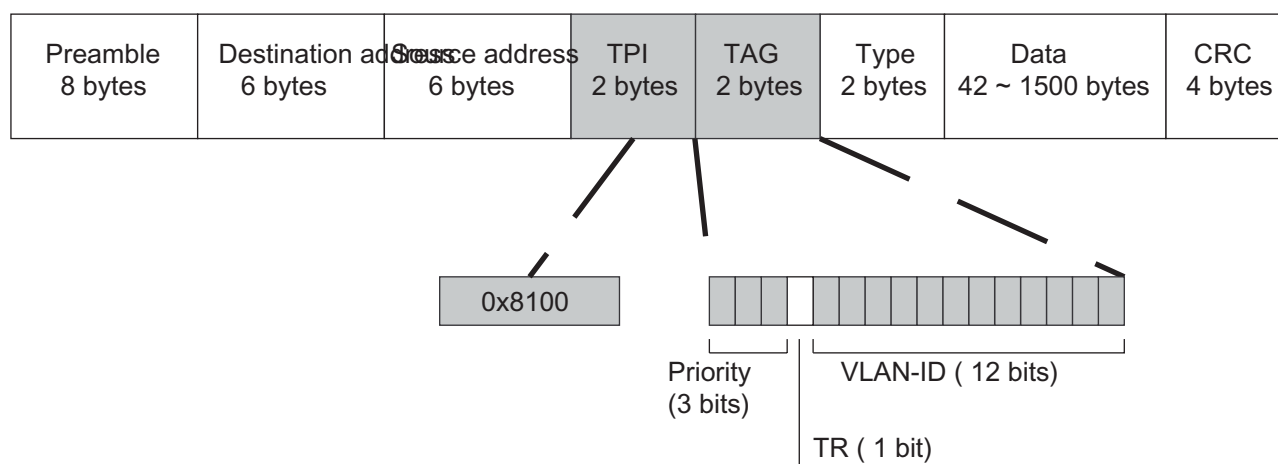 Preamble
8 bytes
Destination address
6 bytes
Source address
6 bytes
TPI
2 bytes
TAG
2 bytes
Type
2 bytes
Data
42 ~ 1500 bytes
CRC
4 bytes
0x8100
Priority
(3 bits)
VLAN-ID ( 12 bits)
TR ( 1 bit)